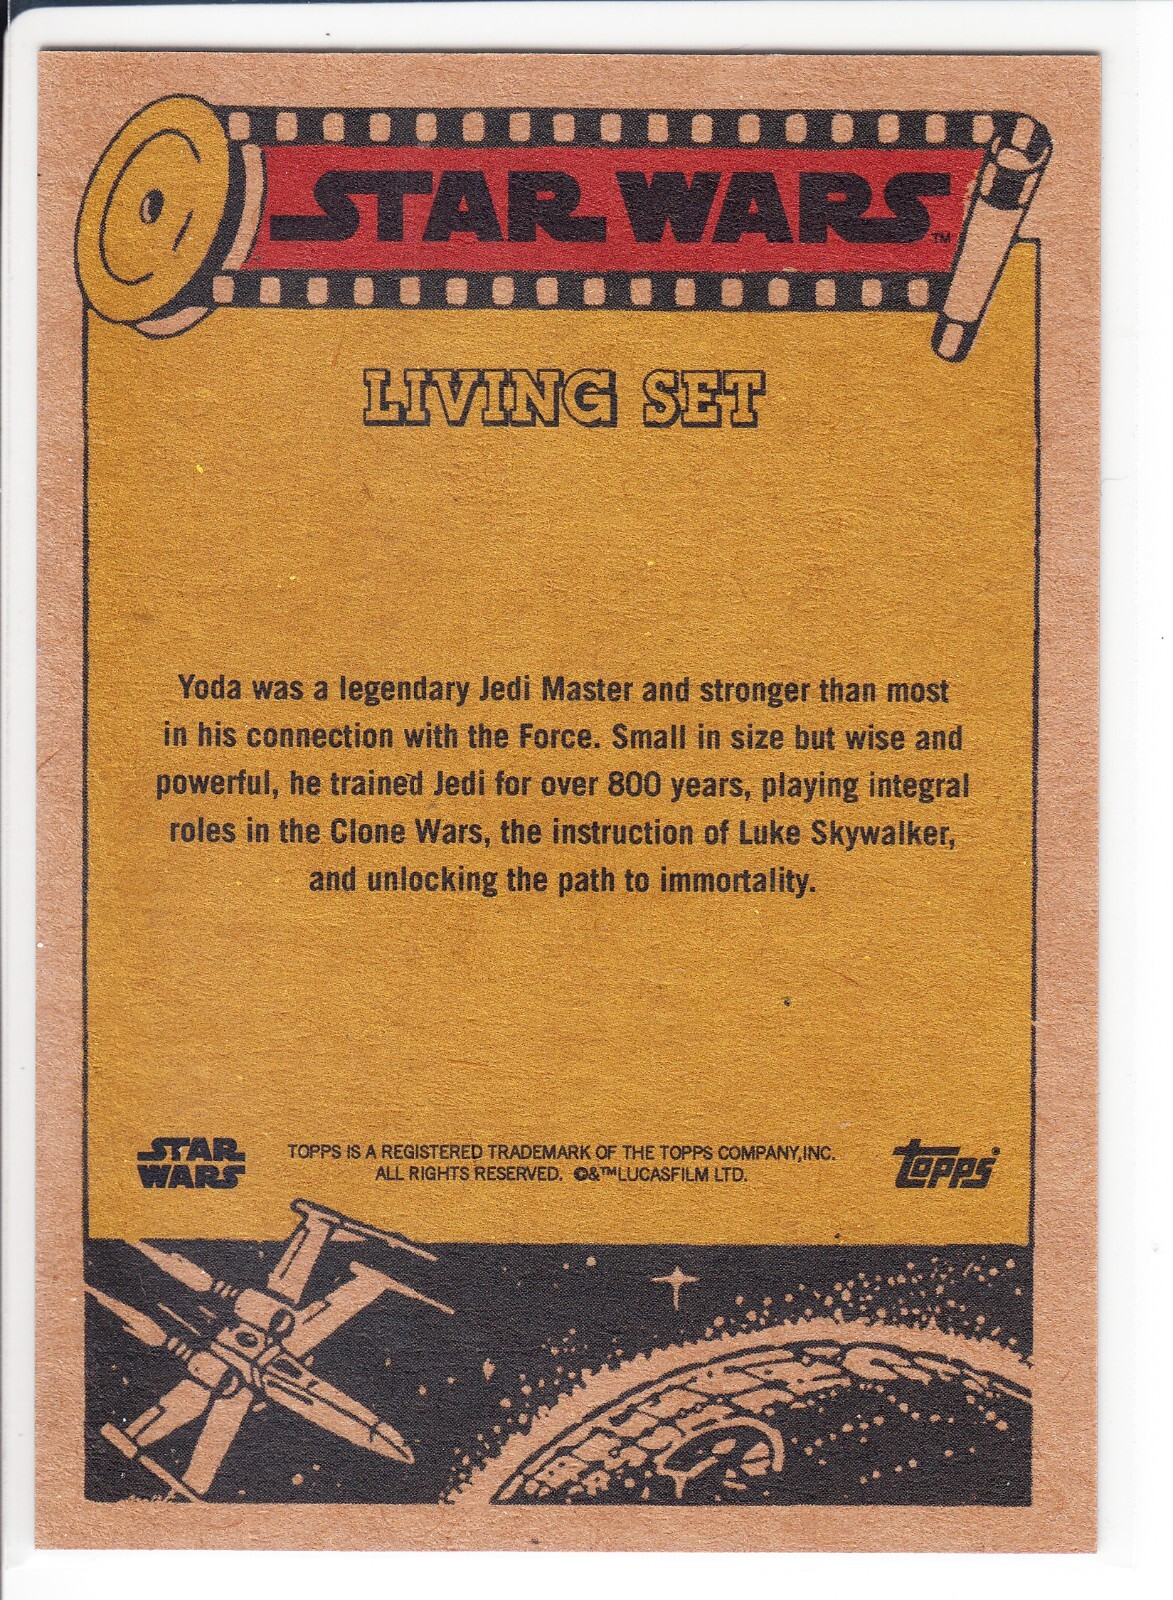 STAR WARS™
LIVING SET
Yoda was a legendary Jedi Master and stronger than most
in his connection with the Force. Small in size but wise and
powerful, he trained Jedi for over 800 years, playing integral
roles in the Clone Wars, the instruction of Luke Skywalker,
and unlocking the path to immortality.
STAR
WARS
TOPPS IS A REGISTERED TRADEMARK OF THE TOPPS COMPANY,INC.
ALL RIGHTS RESERVED. ©&™LUCASFILM LTD.
topps®